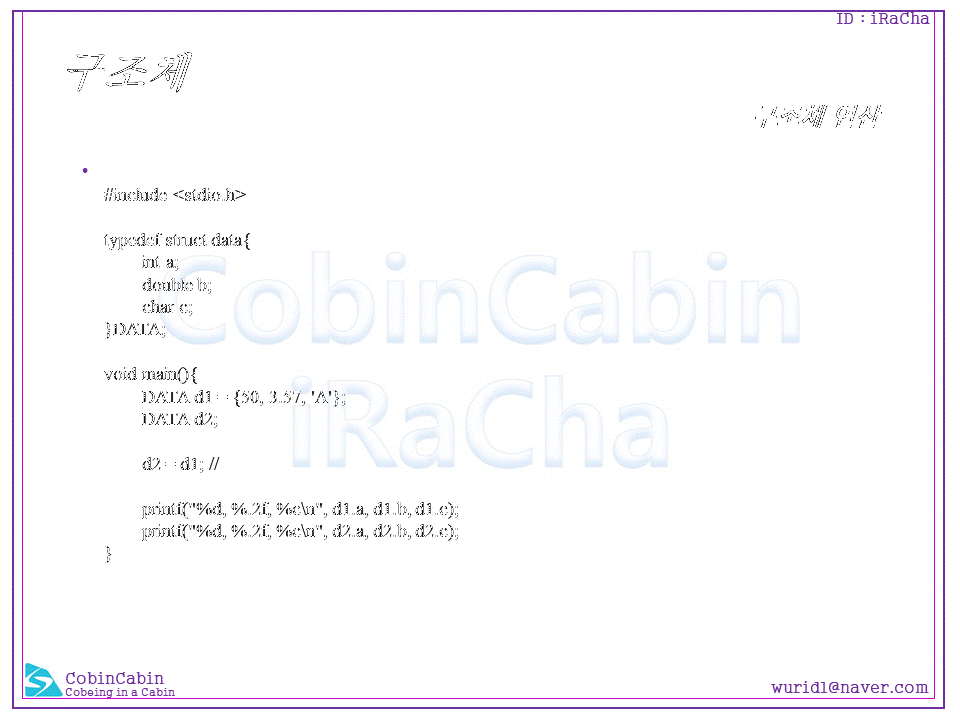 ID : iRaCha
구조체
구조체 연산
•
#include <stdio.h>
typedef struct data{
int a;
double b;
char c;
}DATA;
void main(){
DATA d1 = {50, 3.57, 'A'};
DATA d2;
d2 = d1; //
printf("%d, %.2f, %c\n", d1.a, d1.b, d1.c);
printf("%d, %.2f, %c\n", d2.a, d2.b, d2.c);
}
CobinCabin
iRaCha
CobinCabin
Cobeing in a Cabin
wurid1@naver.com